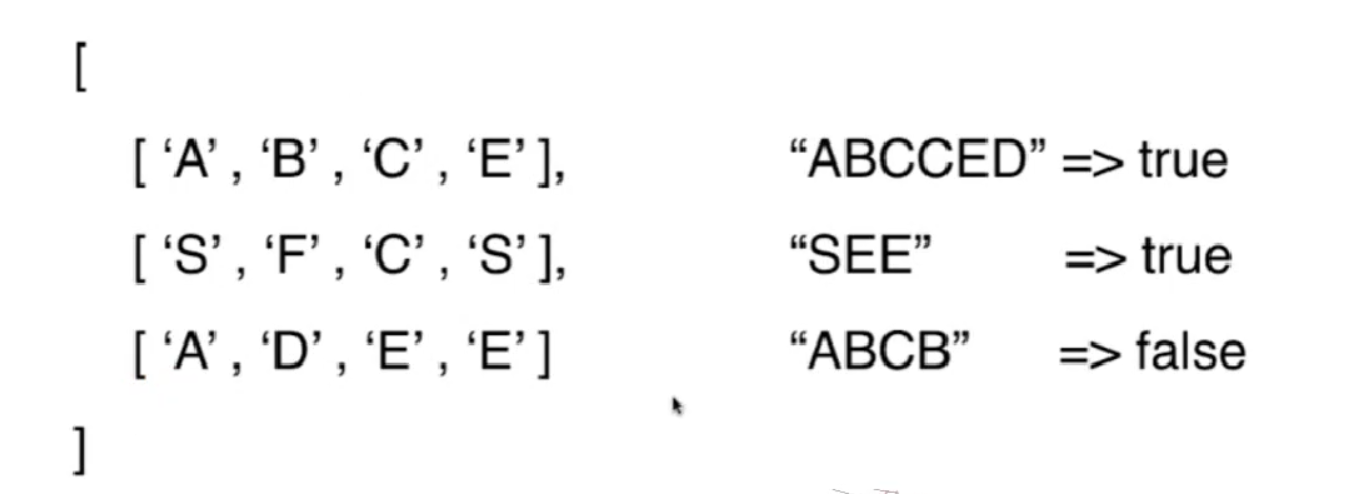 [
[ ‘A’ , ‘B’ , ‘C’ , ‘E’ ], “ABCCED” => true
[ ‘S’ , ‘F’ , ‘C’ , ‘S’ ], “SEE” => true
[ ‘A’ , ‘D’ , ‘E’ , ‘E’ ] “ABCB” => false
]